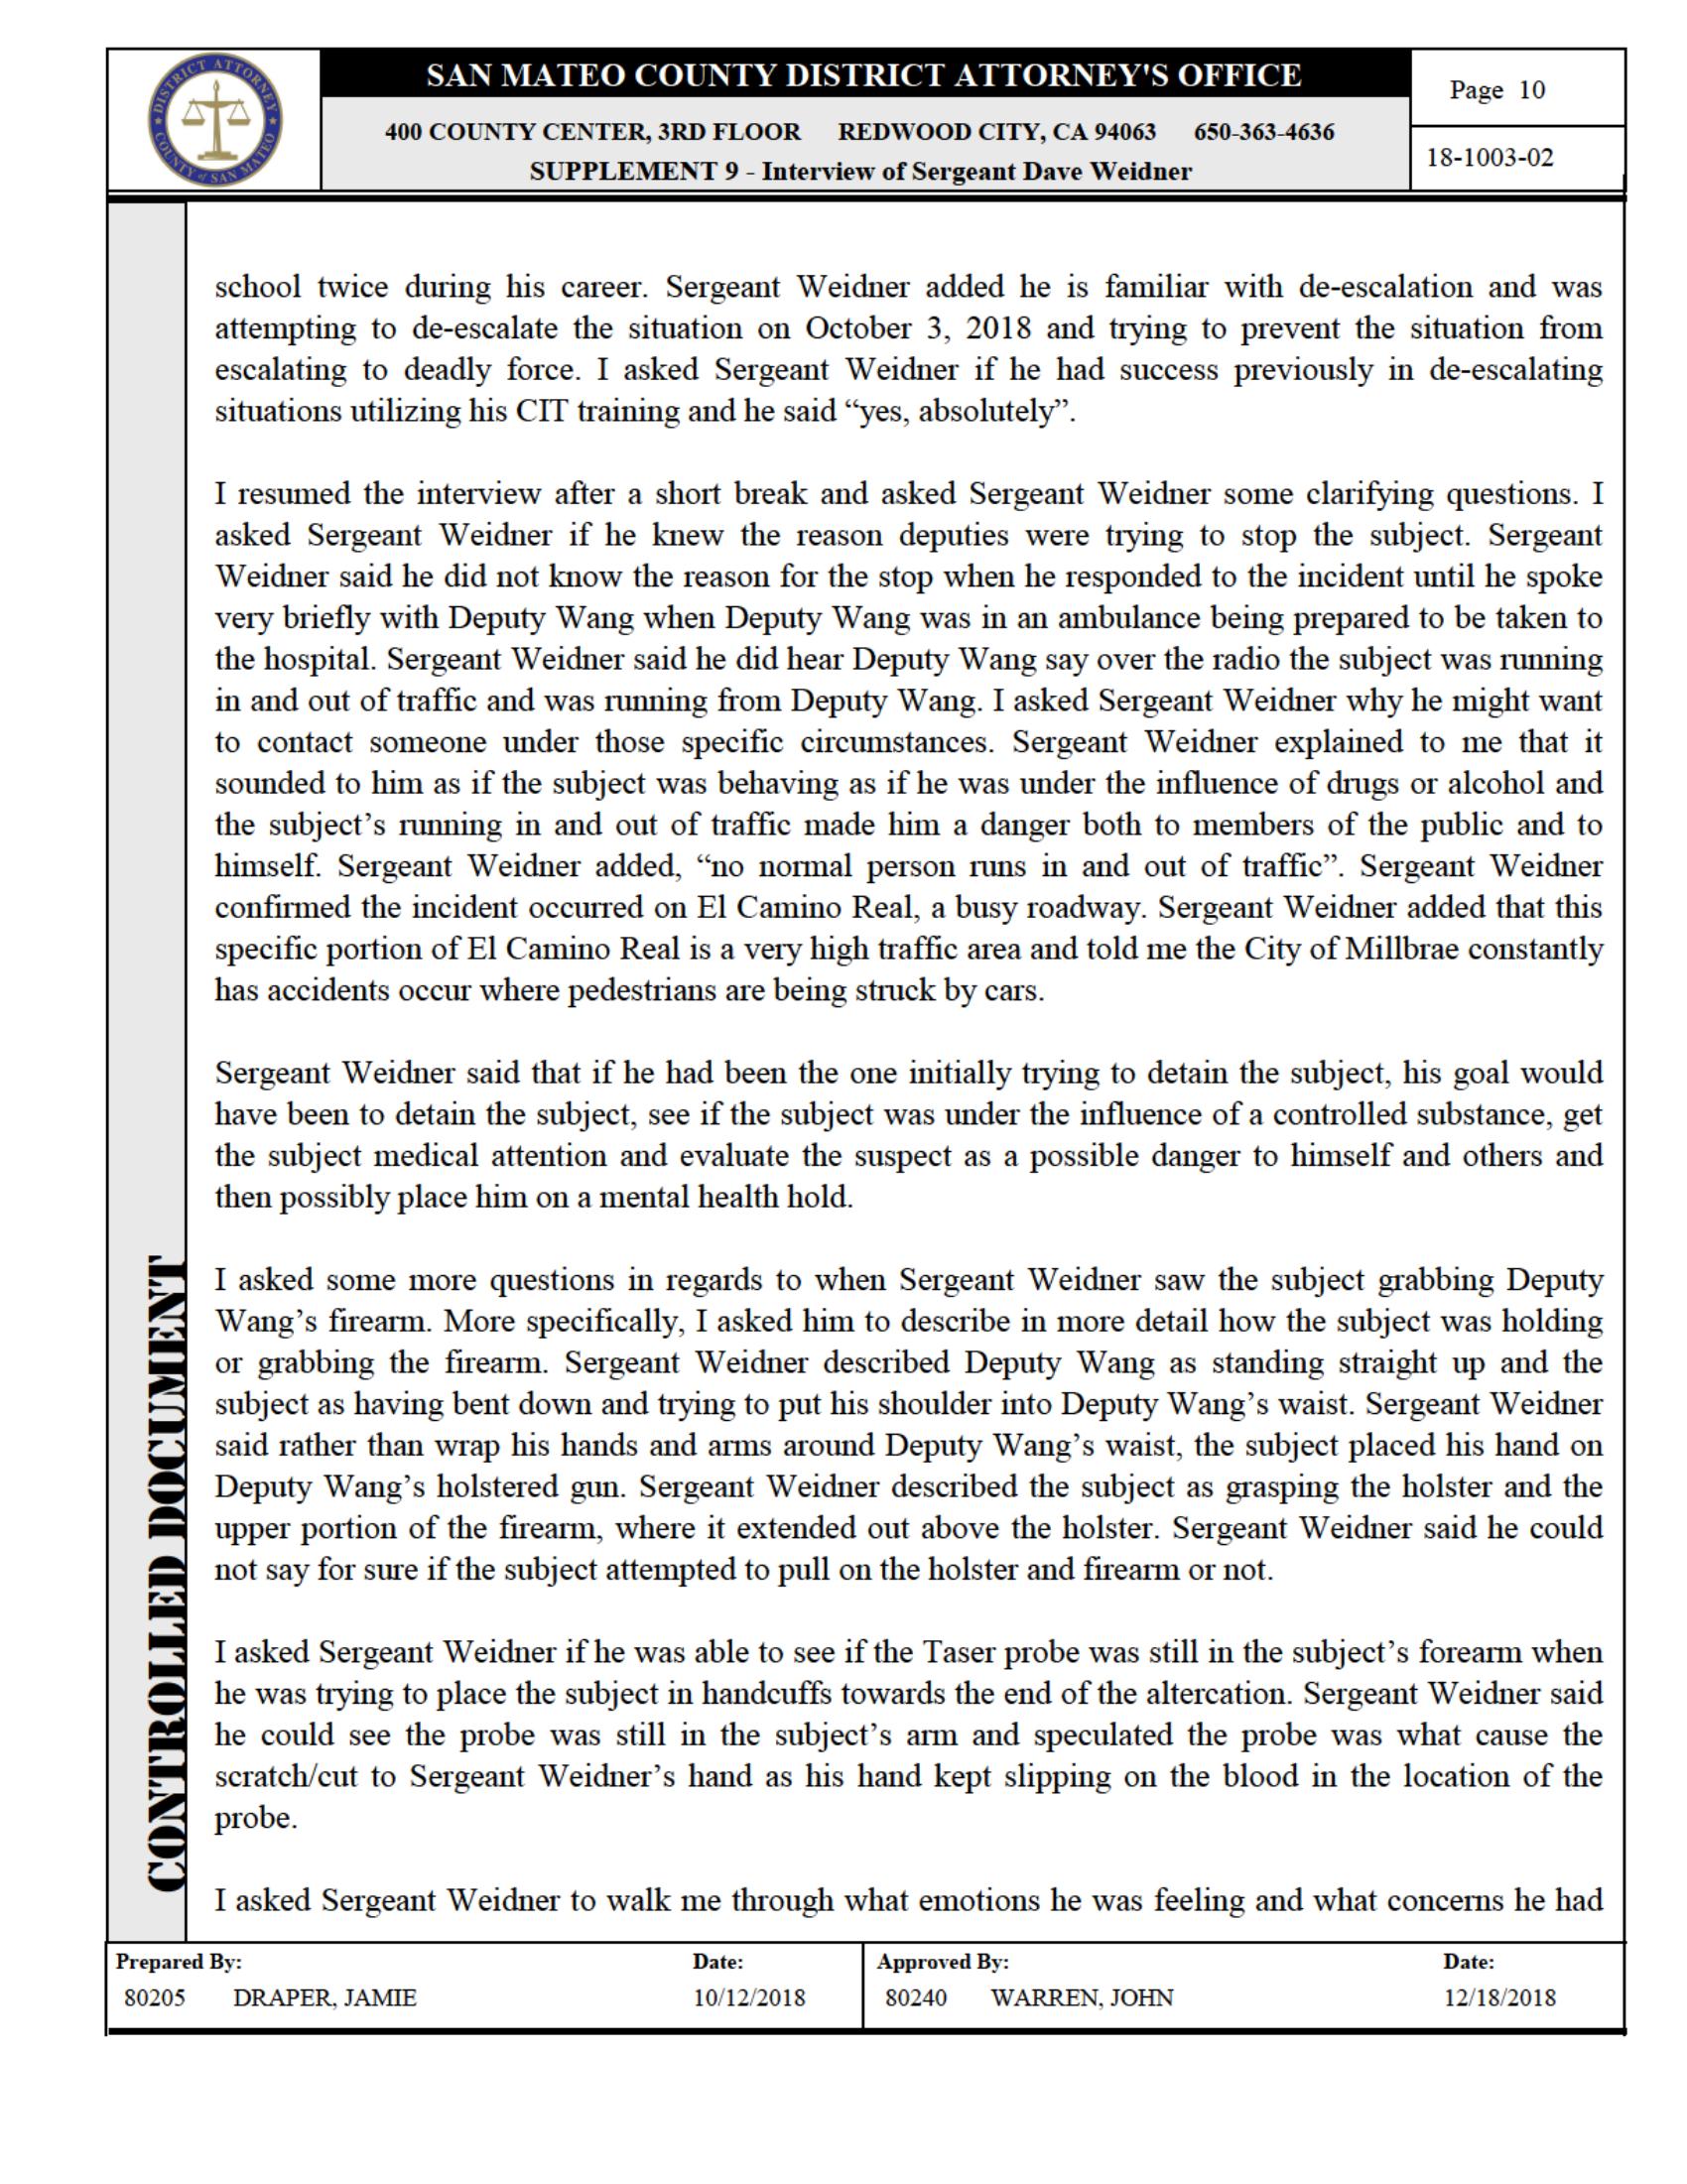 DISTRICT ATTORNEY
COUNTY of SAN MATEO
SAN MATEO COUNTY DISTRICT ATTORNEY'S OFFICE
400 COUNTY CENTER, 3RD FLOOR REDWOOD CITY, CA 94063 650-363-4636
SUPPLEMENT 9 - Interview of Sergeant Dave Weidner
Page 10
18-1003-02
school twice during his career. Sergeant Weidner added he is familiar with de-escalation and was
attempting to de-escalate the situation on October 3, 2018 and trying to prevent the situation from
escalating to deadly force. I asked Sergeant Weidner if he had success previously in de-escalating
situations utilizing his CIT training and he said “yes, absolutely”.
I resumed the interview after a short break and asked Sergeant Weidner some clarifying questions. I
asked Sergeant Weidner if he knew the reason deputies were trying to stop the subject. Sergeant
Weidner said he did not know the reason for the stop when he responded to the incident until he spoke
very briefly with Deputy Wang when Deputy Wang was in an ambulance being prepared to be taken to
the hospital. Sergeant Weidner said he did hear Deputy Wang say over the radio the subject was running
in and out of traffic and was running from Deputy Wang. I asked Sergeant Weidner why he might want
to contact someone under those specific circumstances. Sergeant Weidner explained to me that it
sounded to him as if the subject was behaving as if he was under the influence of drugs or alcohol and
the subject’s running in and out of traffic made him a danger both to members of the public and to
himself. Sergeant Weidner added, “no normal person runs in and out of traffic”. Sergeant Weidner
confirmed the incident occurred on El Camino Real, a busy roadway. Sergeant Weidner added that this
specific portion of El Camino Real is a very high traffic area and told me the City of Millbrae constantly
has accidents occur where pedestrians are being struck by cars.
Sergeant Weidner said that if he had been the one initially trying to detain the subject, his goal would
have been to detain the subject, see if the subject was under the influence of a controlled substance, get
the subject medical attention and evaluate the suspect as a possible danger to himself and others and
then possibly place him on a mental health hold.
I asked some more questions in regards to when Sergeant Weidner saw the subject grabbing Deputy
Wang’s firearm. More specifically, I asked him to describe in more detail how the subject was holding
or grabbing the firearm. Sergeant Weidner described Deputy Wang as standing straight up and the
subject as having bent down and trying to put his shoulder into Deputy Wang’s waist. Sergeant Weidner
said rather than wrap his hands and arms around Deputy Wang’s waist, the subject placed his hand on
Deputy Wang’s holstered gun. Sergeant Weidner described the subject as grasping the holster and the
upper portion of the firearm, where it extended out above the holster. Sergeant Weidner said he could
not say for sure if the subject attempted to pull on the holster and firearm or not.
I asked Sergeant Weidner if he was able to see if the Taser probe was still in the subject’s forearm when
he was trying to place the subject in handcuffs towards the end of the altercation. Sergeant Weidner said
he could see the probe was still in the subject’s arm and speculated the probe was what cause the
scratch/cut to Sergeant Weidner’s hand as his hand kept slipping on the blood in the location of the
probe.
I asked Sergeant Weidner to walk me through what emotions he was feeling and what concerns he had
CONTROLLED DOCUMENT
Prepared By: Date: Approved By: Date:
80205 DRAPER, JAMIE 10/12/2018 80240 WARREN, JOHN 12/18/2018